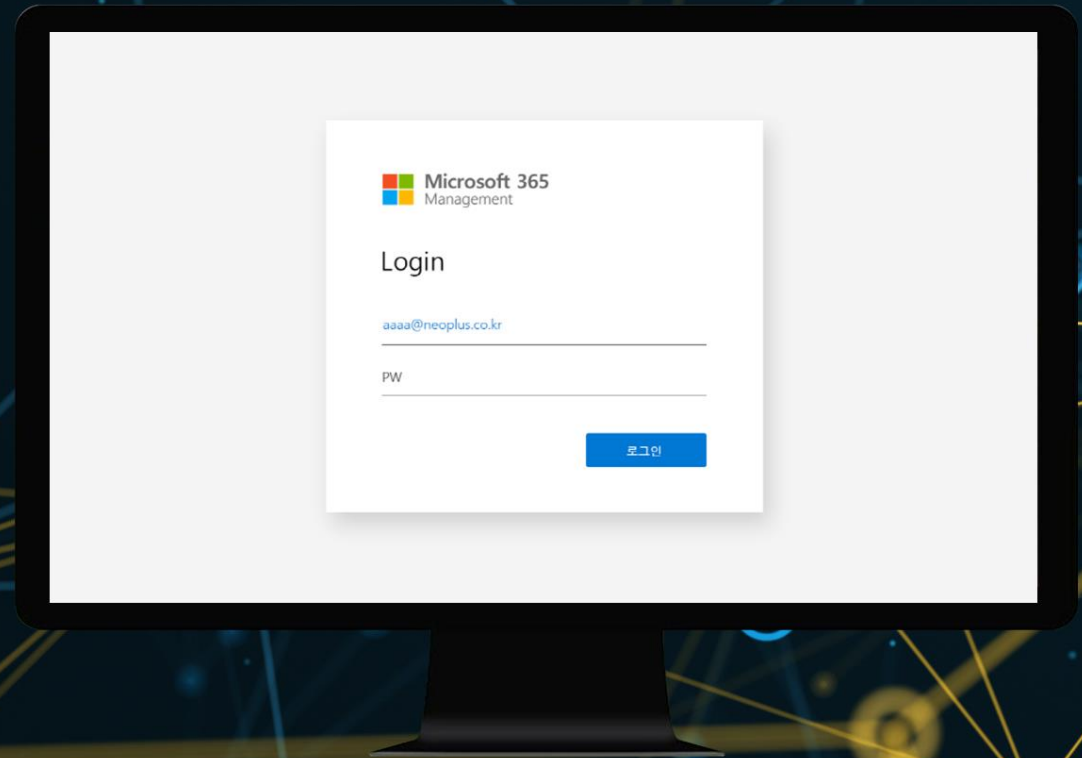 Microsoft 365
Management
Login
aaaa@neoplus.co.kr
PW
로그인